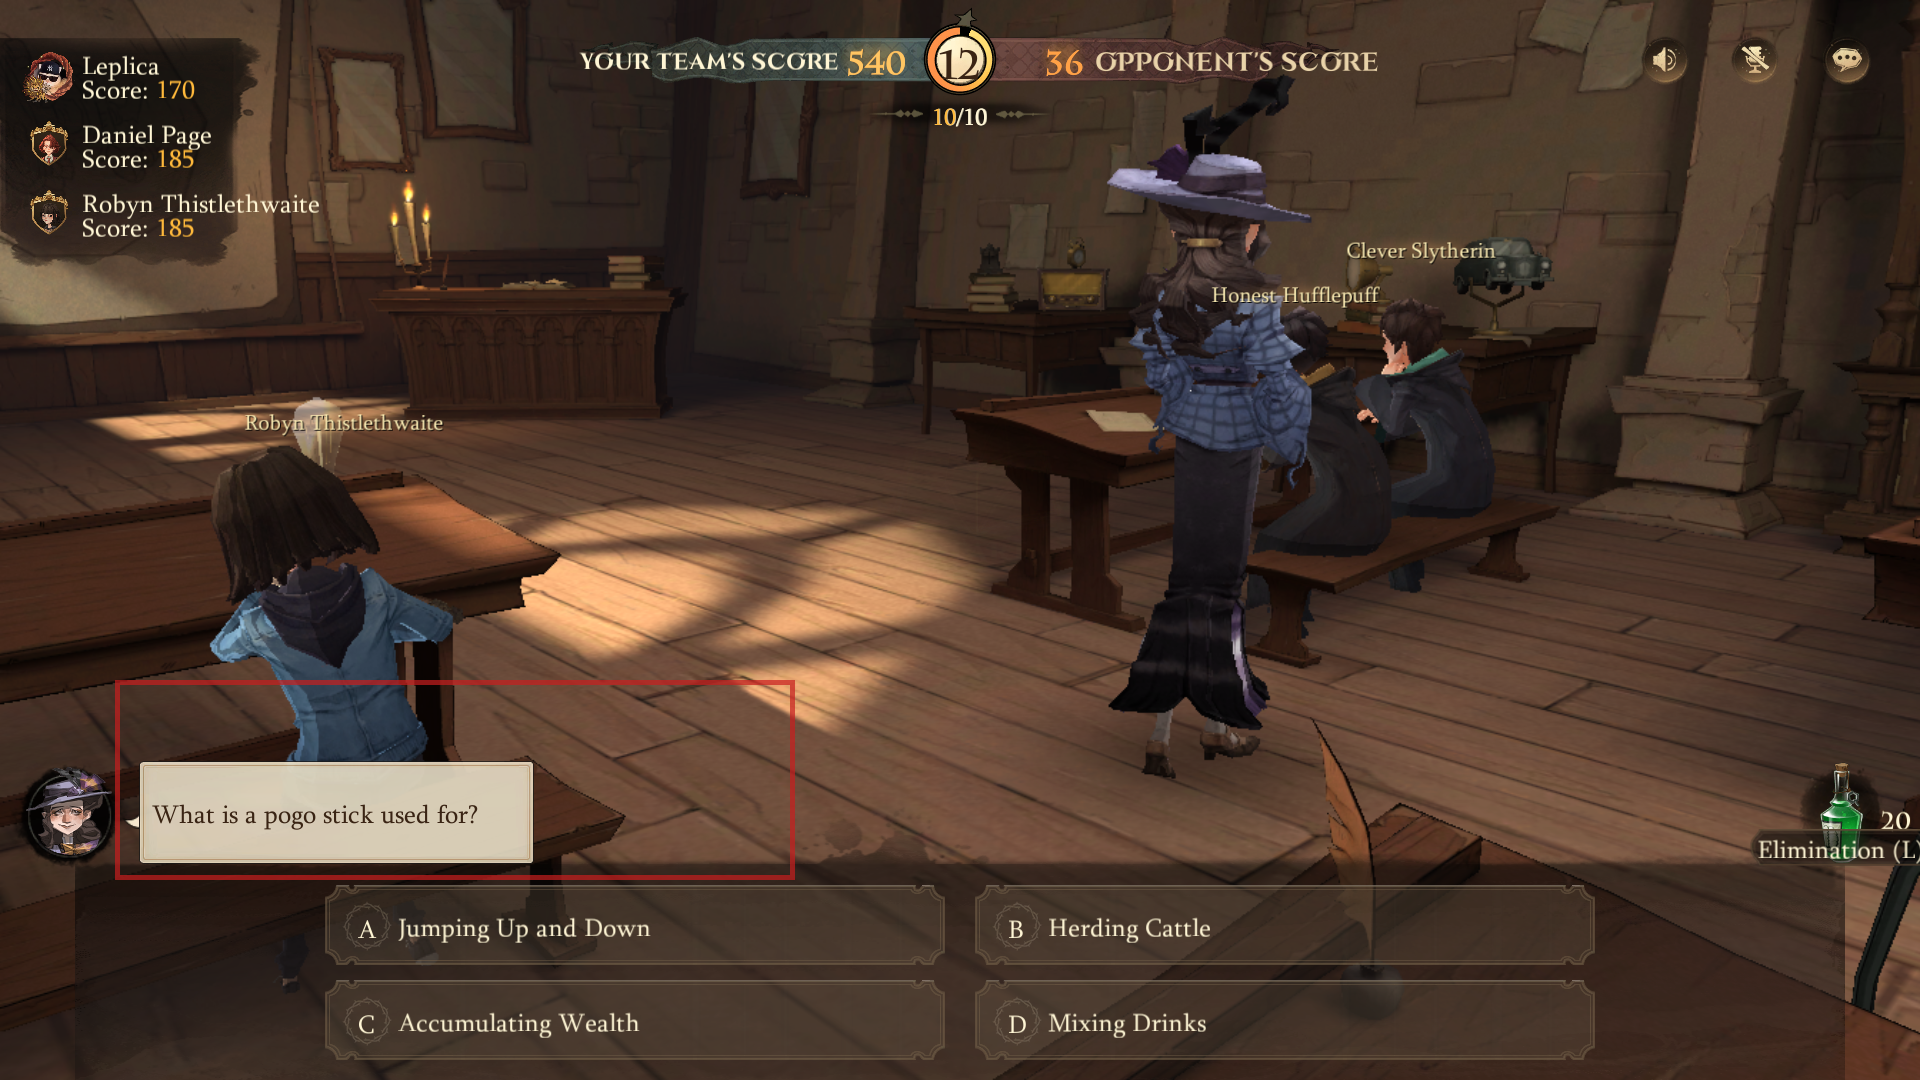 YOUR TEAM'S SCORE 540 12 36 OPPONENT'S SCORE
10/10
Leplica
Score: 170
Daniel Page
Score: 185
Robyn Thistlethwaite
Score: 185
Clever Slytherin
Honest Hufflepuff
Robyn Thistlethwaite
What is a pogo stick used for?
20
Elimination (L)
A Jumping Up and Down
B Herding Cattle
C Accumulating Wealth
D Mixing Drinks